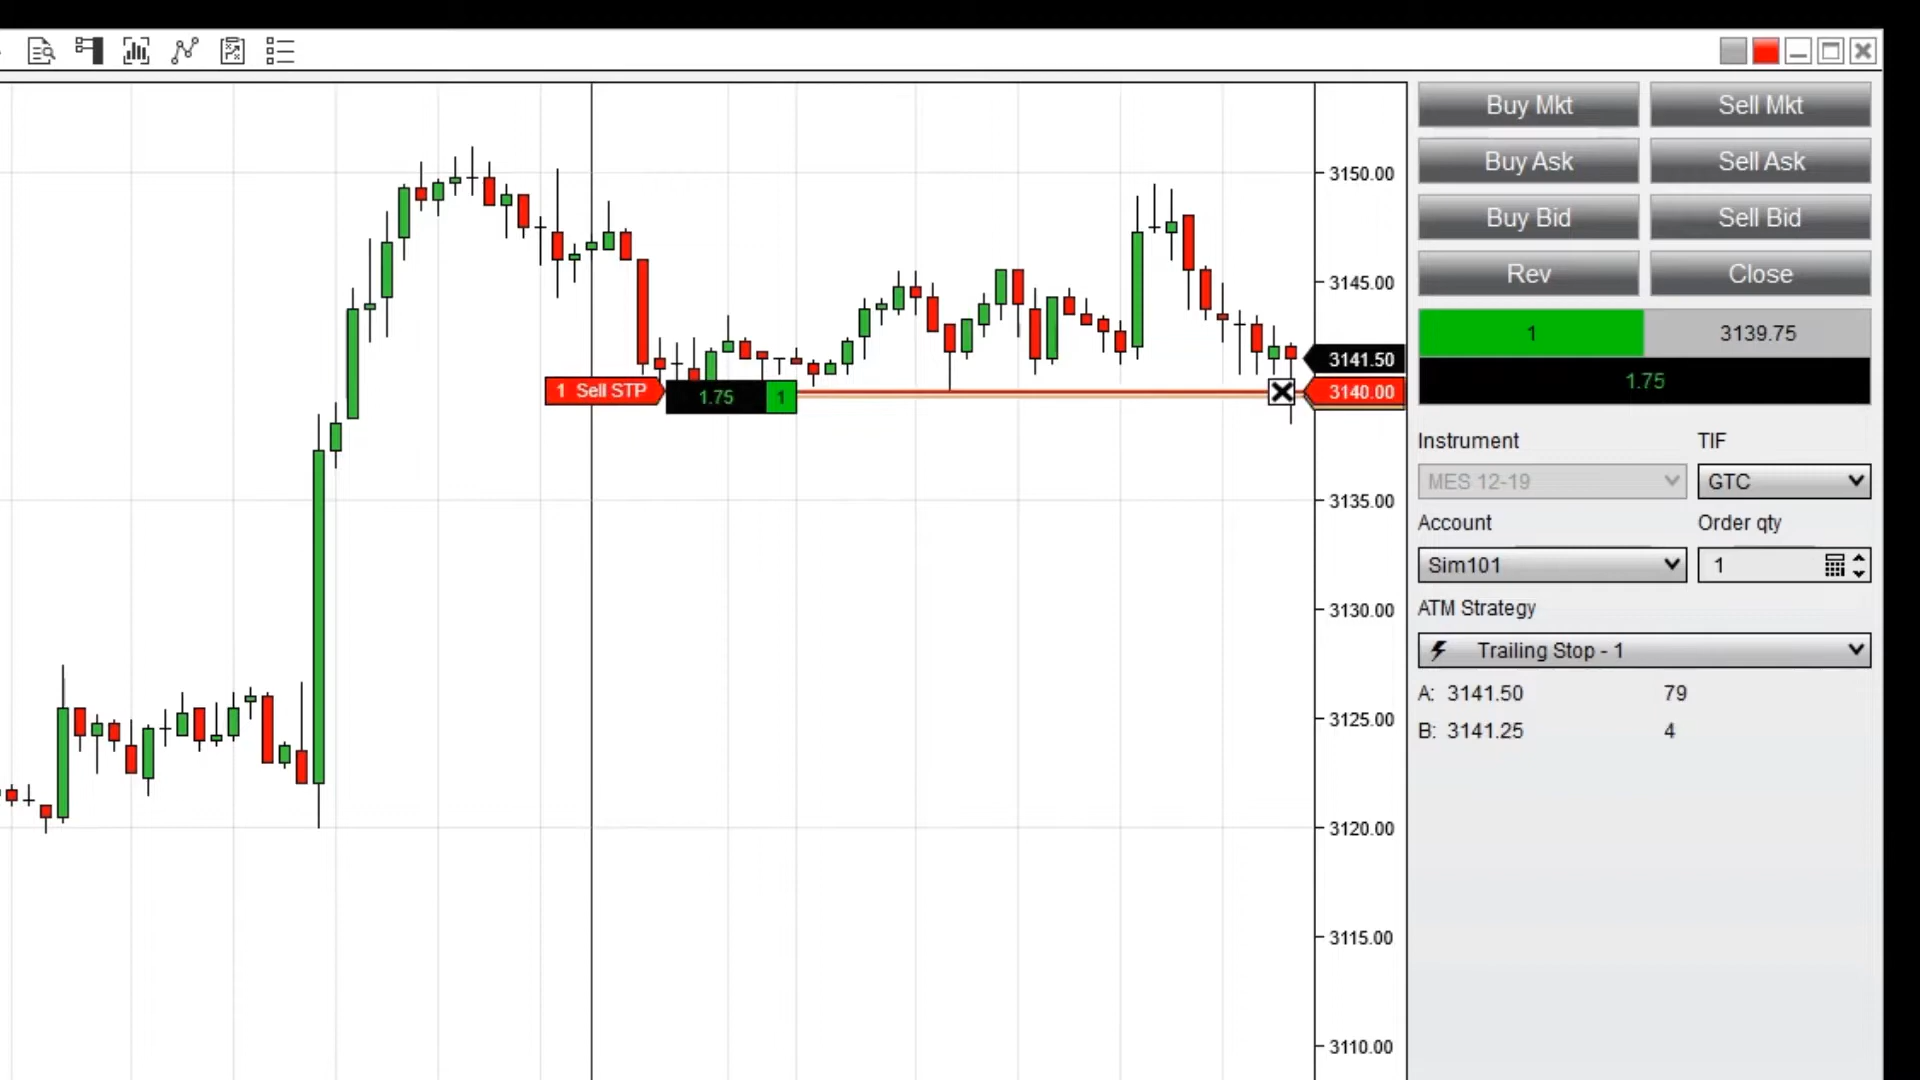 Buy Mkt Sell Mkt
Buy Ask Sell Ask
Buy Bid Sell Bid
Rev Close
1 3139.75
1.75
Instrument TIF
MES 12-19 GTC
Account Order qty
Sim101 1
ATM Strategy
Trailing Stop - 1
A: 3141.50 79
B: 3141.25 4
3150.00
3145.00
3141.50
1 Sell STP 1.75 1 3140.00
3135.00
3130.00
3125.00
3120.00
3115.00
3110.00